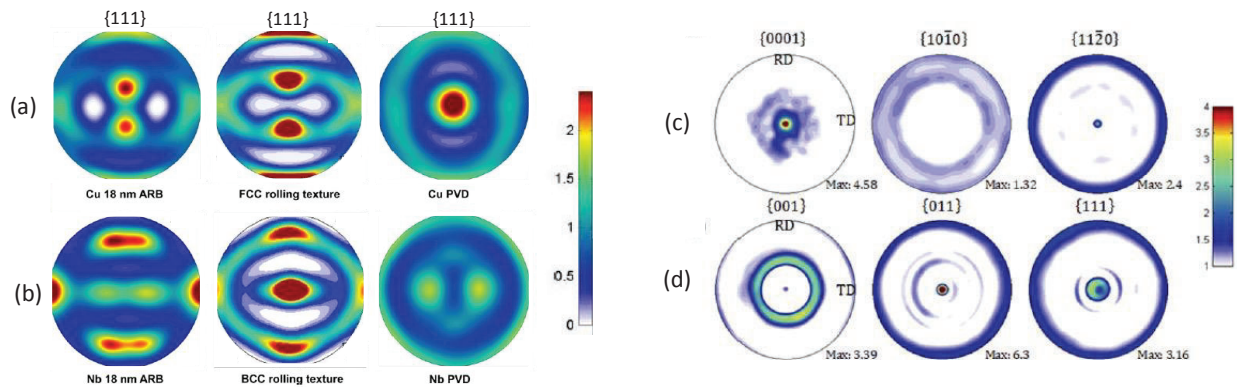 {111} {111} {111}
(a)
Cu 18 nm ARB FCC rolling texture Cu PVD
(b)
Nb 18 nm ARB BCC rolling texture Nb PVD
2
1.5
1
0.5
0
{0001} {101̅0} {112̅0}
RD
(c) TD
Max: 4.58 Max: 1.32 Max: 2.4
{001} {011} {111}
RD
(d) TD
Max: 3.39 Max: 6.3 Max: 3.16
4
3.5
3
2.5
2
1.5
1